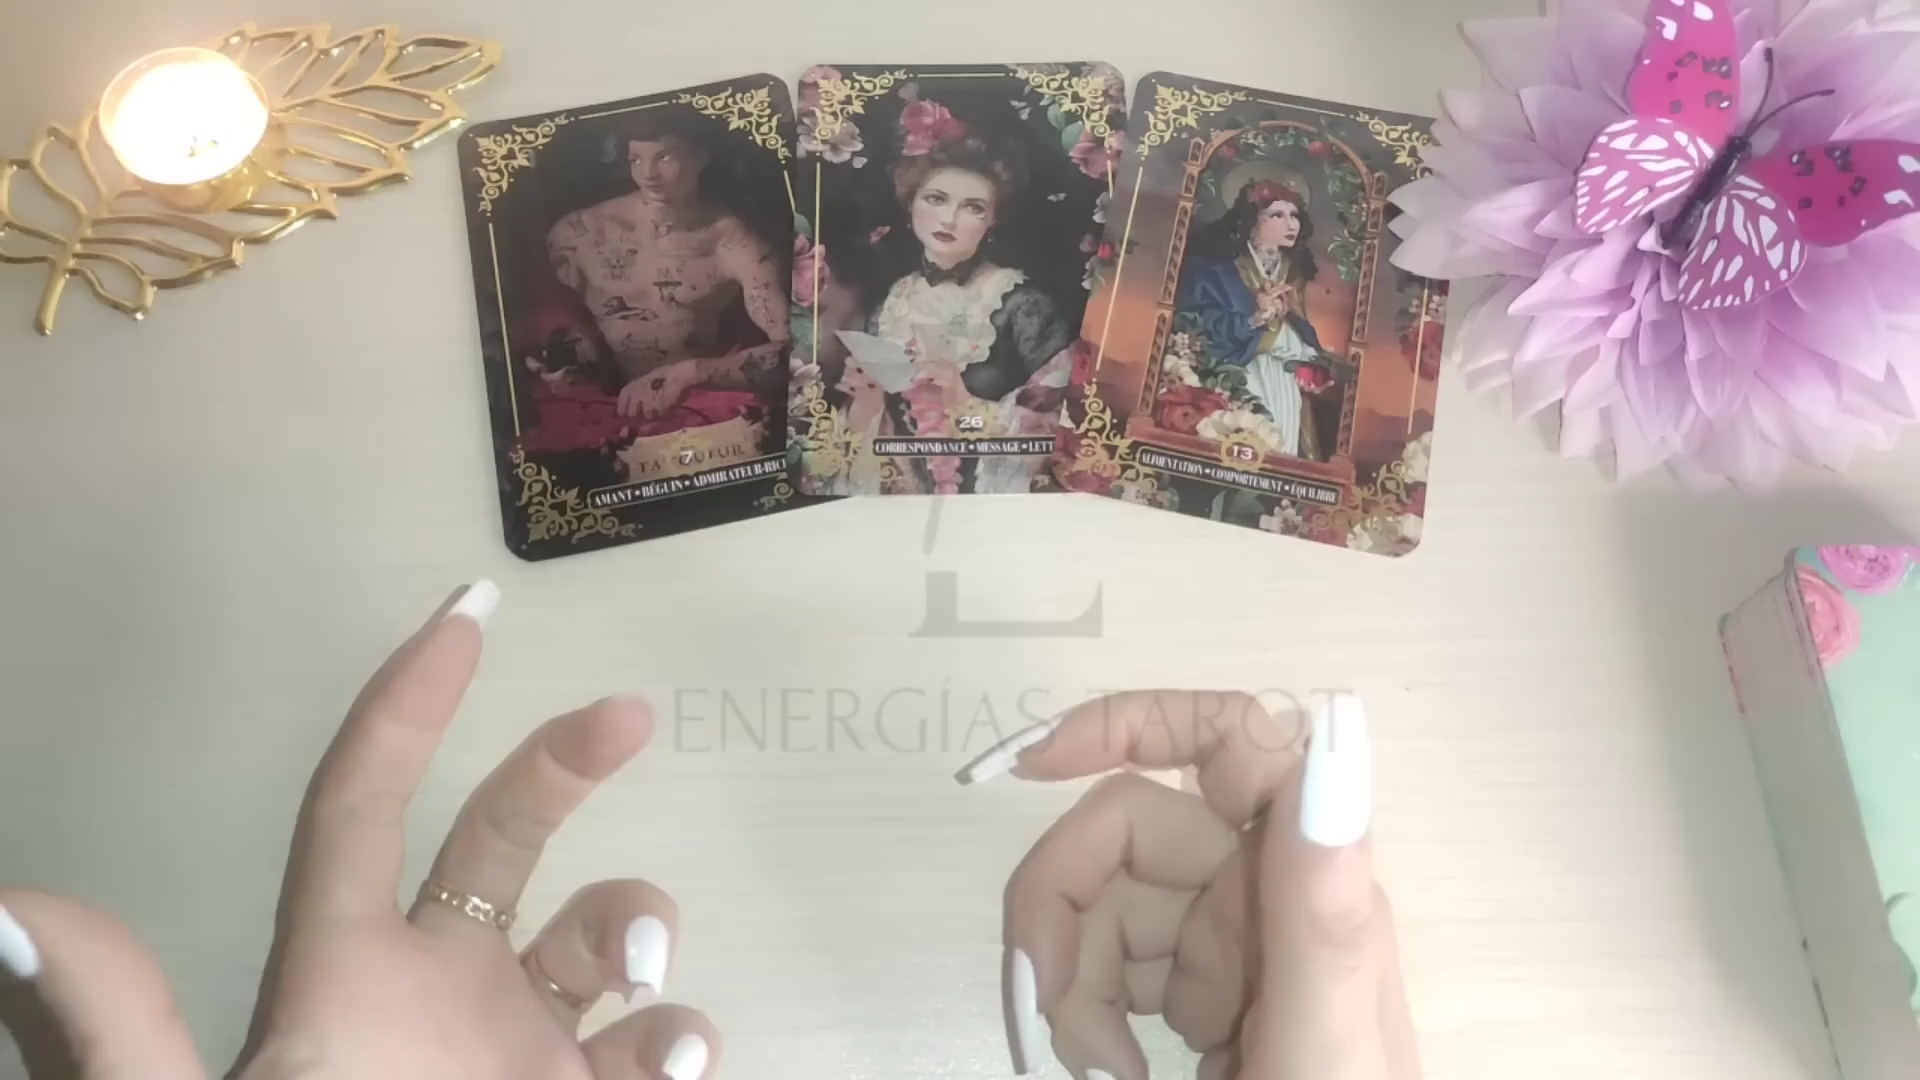 7
AMANT • BÉGUIN • ADMIRATEUR
26
CORRESPONDANCE • MESSAGE
13
ALIMENTATION • COMPORTEMENT • ÉQUILIBRE
L
ENERGÍAS TAROT